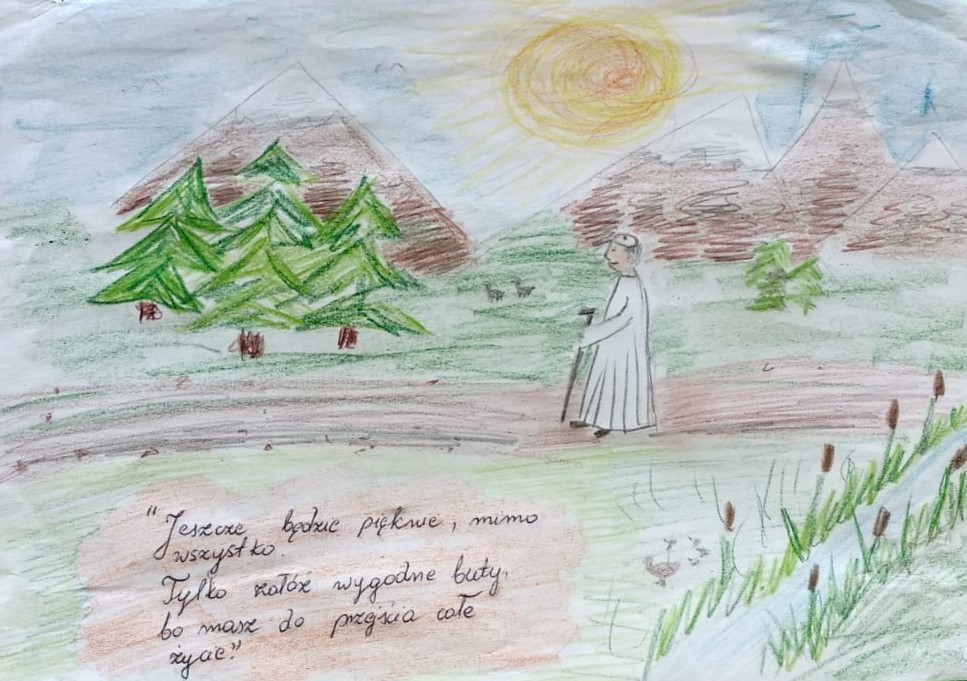 "Jeszcze będzie pięknie, mimo
wszystko.
Tylko załóż wygodne buty,
bo masz do przejścia całe
życie."